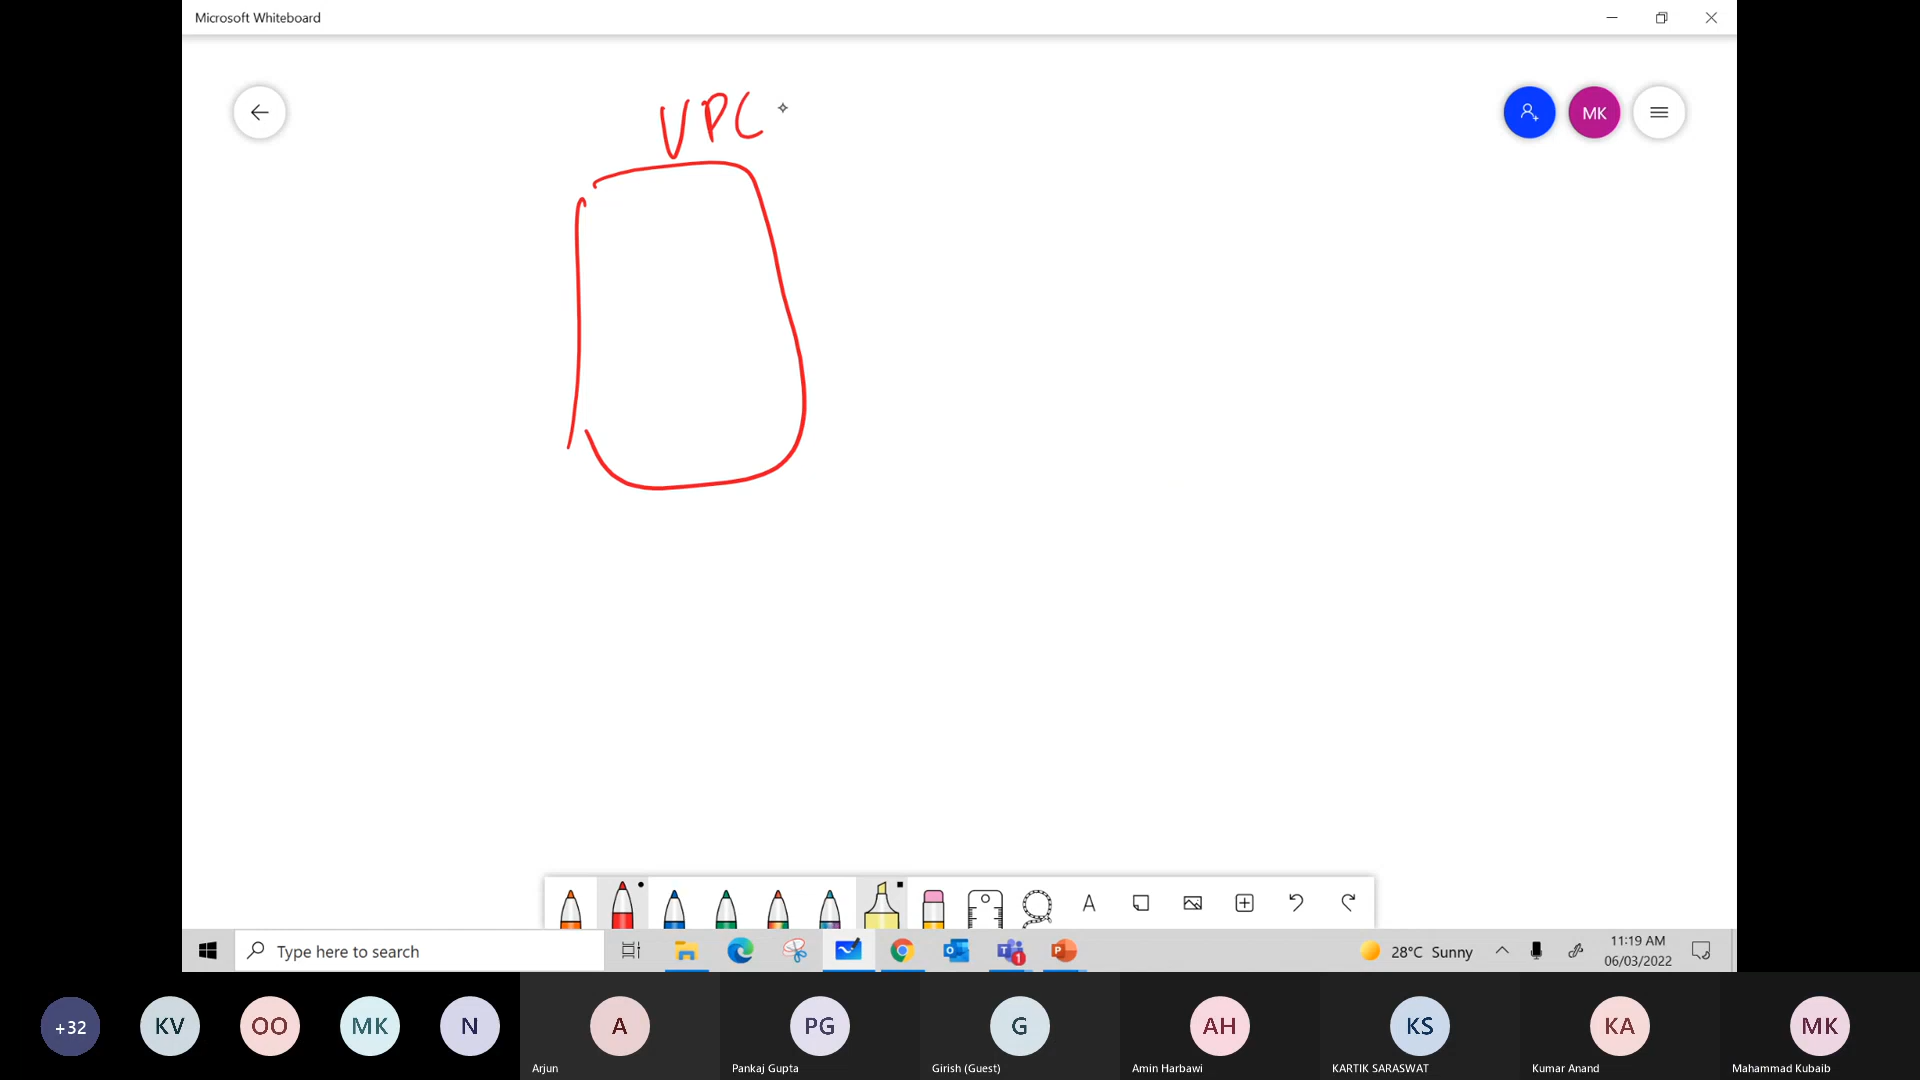 Microsoft Whiteboard
VPC
MK
A
Type here to search
1
28°C Sunny
11:19 AM
06/03/2022
+32
KV
OO
MK
N
A
PG
G
AH
KS
KA
MK
Arjun
Pankaj Gupta
Girish (Guest)
Amin Harbawi
KARTIK SARASWAT
Kumar Anand
Mahammad Kubaib